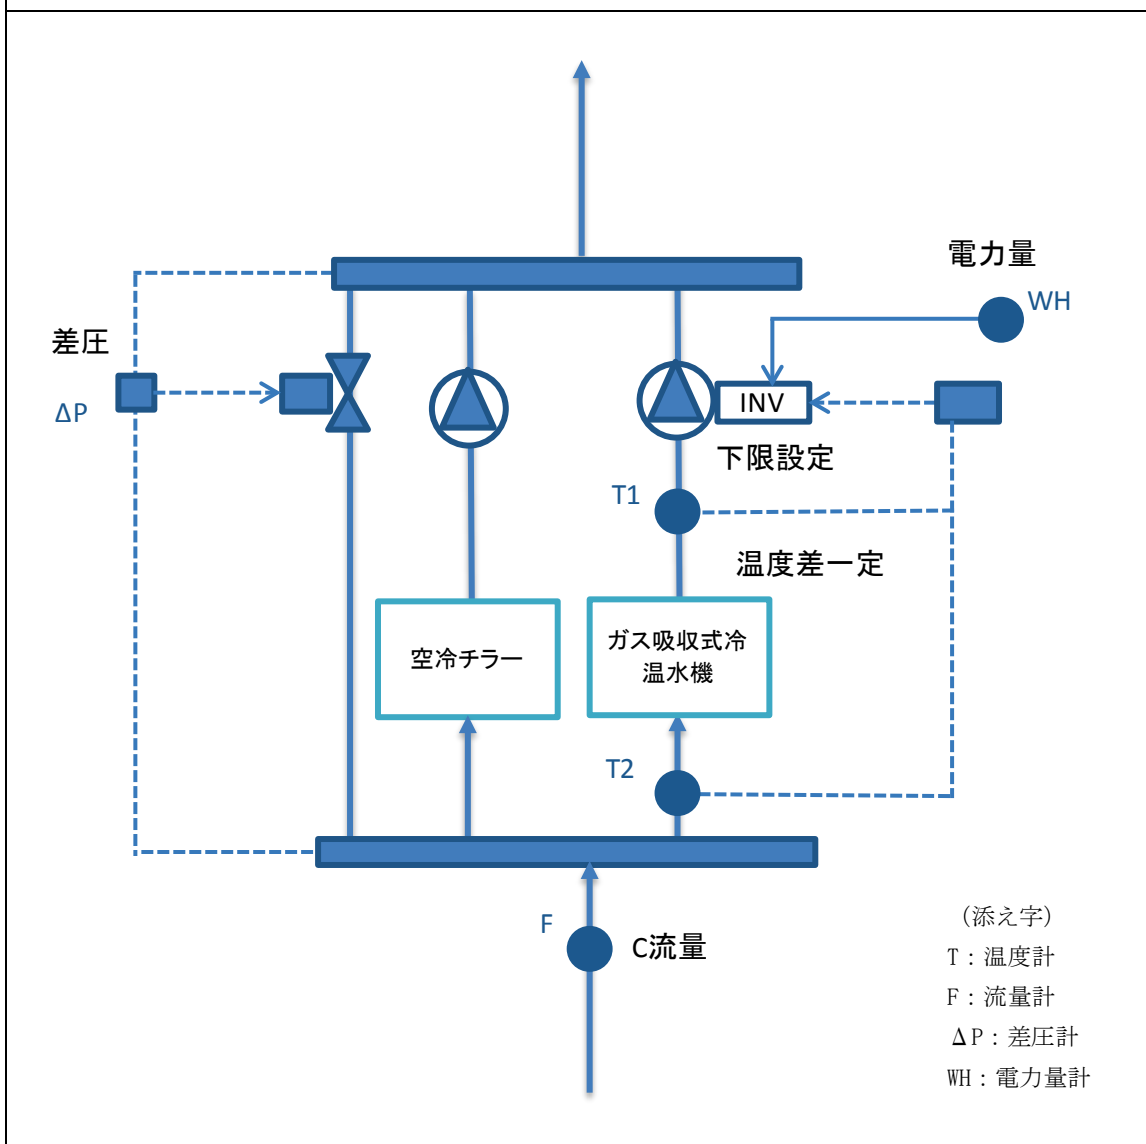 電力量
WH
差圧
ΔP
INV
下限設定
T1
温度差一定
空冷チラー
ガス吸収式冷
温水機
T2
F
C流量
(添え字)
T:温度計
F:流量計
ΔP:差圧計
WH:電力量計